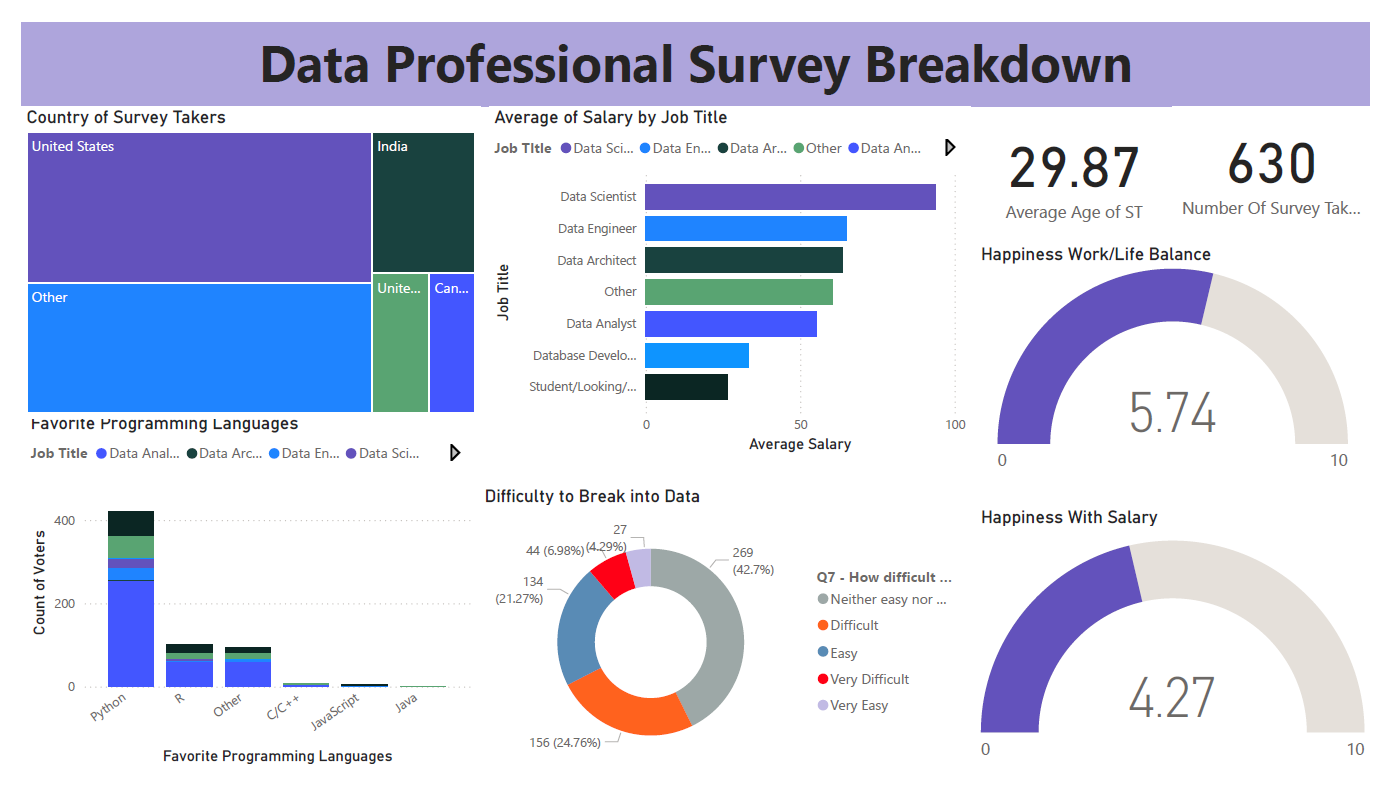 Data Professional Survey Breakdown
Country of Survey Takers
United States
India
Other
Unite...
Can...
Average of Salary by Job Title
Job Title Data Sci... Data En... Data Ar... Other Data An...
Job Title
Data Scientist
Data Engineer
Data Architect
Other
Data Analyst
Database Develo...
Student/Looking/...
0 50 100
Average Salary
29.87
Average Age of ST
630
Number Of Survey Tak...
Happiness Work/Life Balance
5.74
0 10
Favorite Programming Languages
Job Title Data Anal... Data Arc... Data En... Data Sci...
Count of Voters
400
200
0
Python R Other C/C++ JavaScript Java
Favorite Programming Languages
Difficulty to Break into Data
27
(4.29%)
44 (6.98%)
269
(42.7%)
134
(21.27%)
156 (24.76%)
Q7 - How difficult ...
Neither easy nor ...
Difficult
Easy
Very Difficult
Very Easy
Happiness With Salary
4.27
0 10